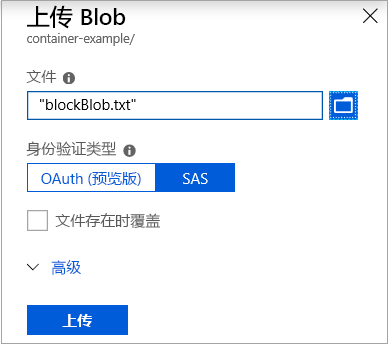 上传 Blob
container-example/
文件
"blockBlob.txt"
身份验证类型
OAuth (预览版) SAS
文件存在时覆盖
高级
上传